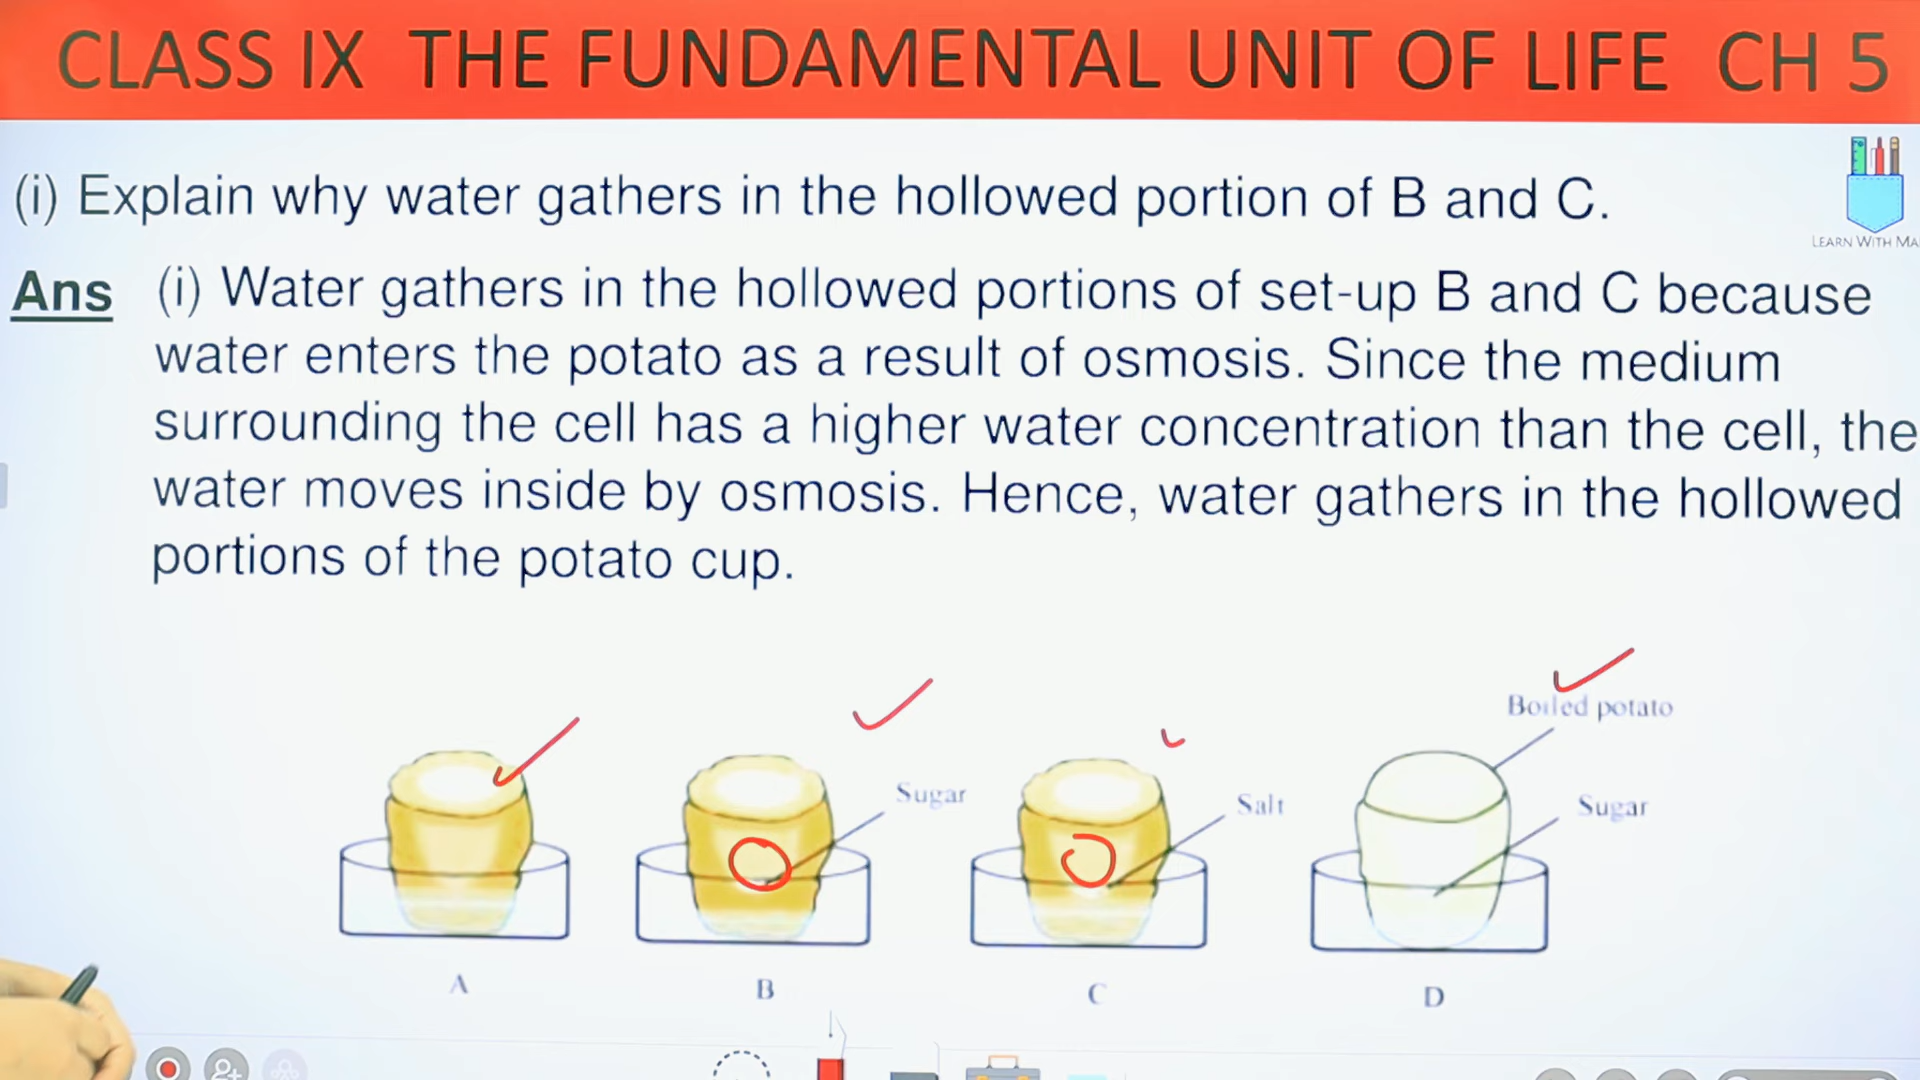 CLASS IX THE FUNDAMENTAL UNIT OF LIFE CH 5
(i) Explain why water gathers in the hollowed portion of B and C.
LEARN WITH MA
Ans (i) Water gathers in the hollowed portions of set-up B and C because
water enters the potato as a result of osmosis. Since the medium
surrounding the cell has a higher water concentration than the cell, the
water moves inside by osmosis. Hence, water gathers in the hollowed
portions of the potato cup.
Boiled potato
Sugar
Salt
Sugar
A
B
C
D